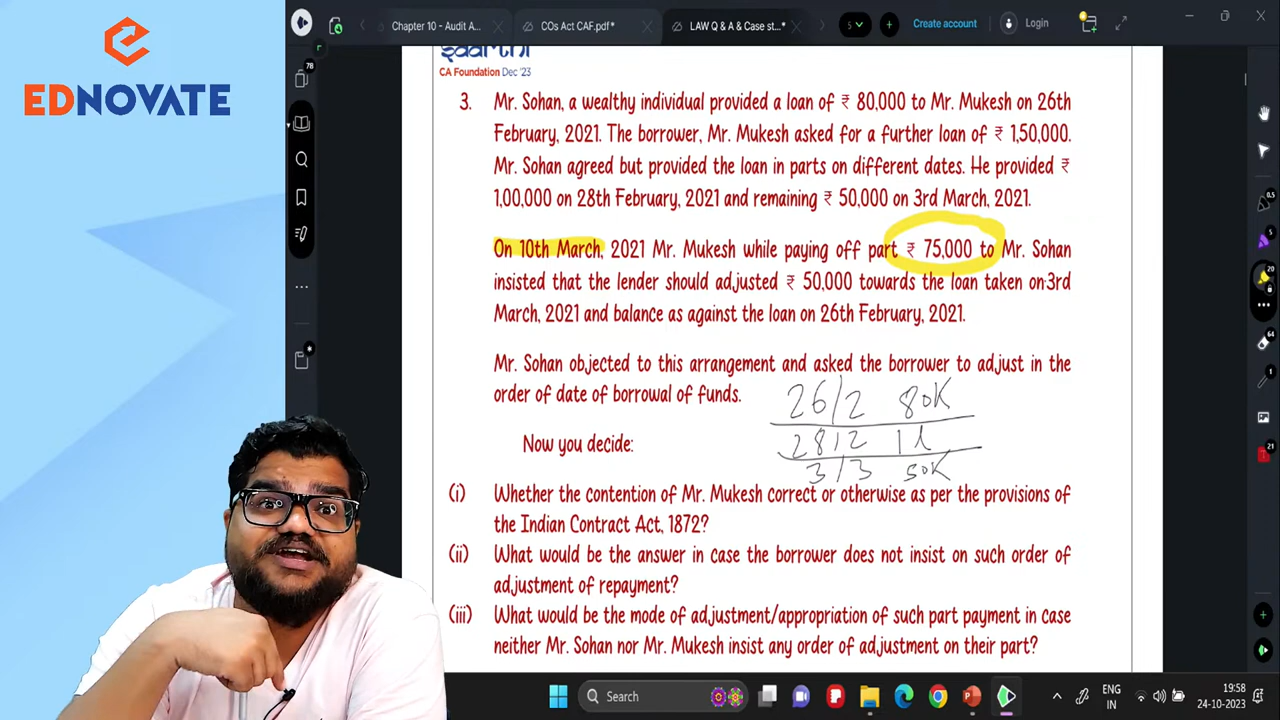 Chapter 10 - Audit A...
COs Act CAF.pdf*
LAW Q & A & Case st...*
5
Create account
Login
EDNOVATE
78
CA Foundation Dec '23
3. Mr. Sohan, a wealthy individual provided a loan of ₹ 80,000 to Mr. Mukesh on 26th
February, 2021. The borrower, Mr. Mukesh asked for a further loan of ₹ 1,50,000.
Mr. Sohan agreed but provided the loan in parts on different dates. He provided ₹
1,00,000 on 28th February, 2021 and remaining ₹ 50,000 on 3rd March, 2021.
On 10th March, 2021 Mr. Mukesh while paying off part ₹ 75,000 to Mr. Sohan
insisted that the lender should adjusted ₹ 50,000 towards the loan taken on 3rd
March, 2021 and balance as against the loan on 26th February, 2021.
Mr. Sohan objected to this arrangement and asked the borrower to adjust in the
order of date of borrowal of funds.
26/2 80K
28/2 1L
3/3 50K
Now you decide:
(i) Whether the contention of Mr. Mukesh correct or otherwise as per the provisions of
the Indian Contract Act, 1872?
(ii) What would be the answer in case the borrower does not insist on such order of
adjustment of repayment?
(iii) What would be the mode of adjustment/appropriation of such part payment in case
neither Mr. Sohan nor Mr. Mukesh insist any order of adjustment on their part?
0.5
5
20
64
Search
ENG
IN
19:58
24-10-2023